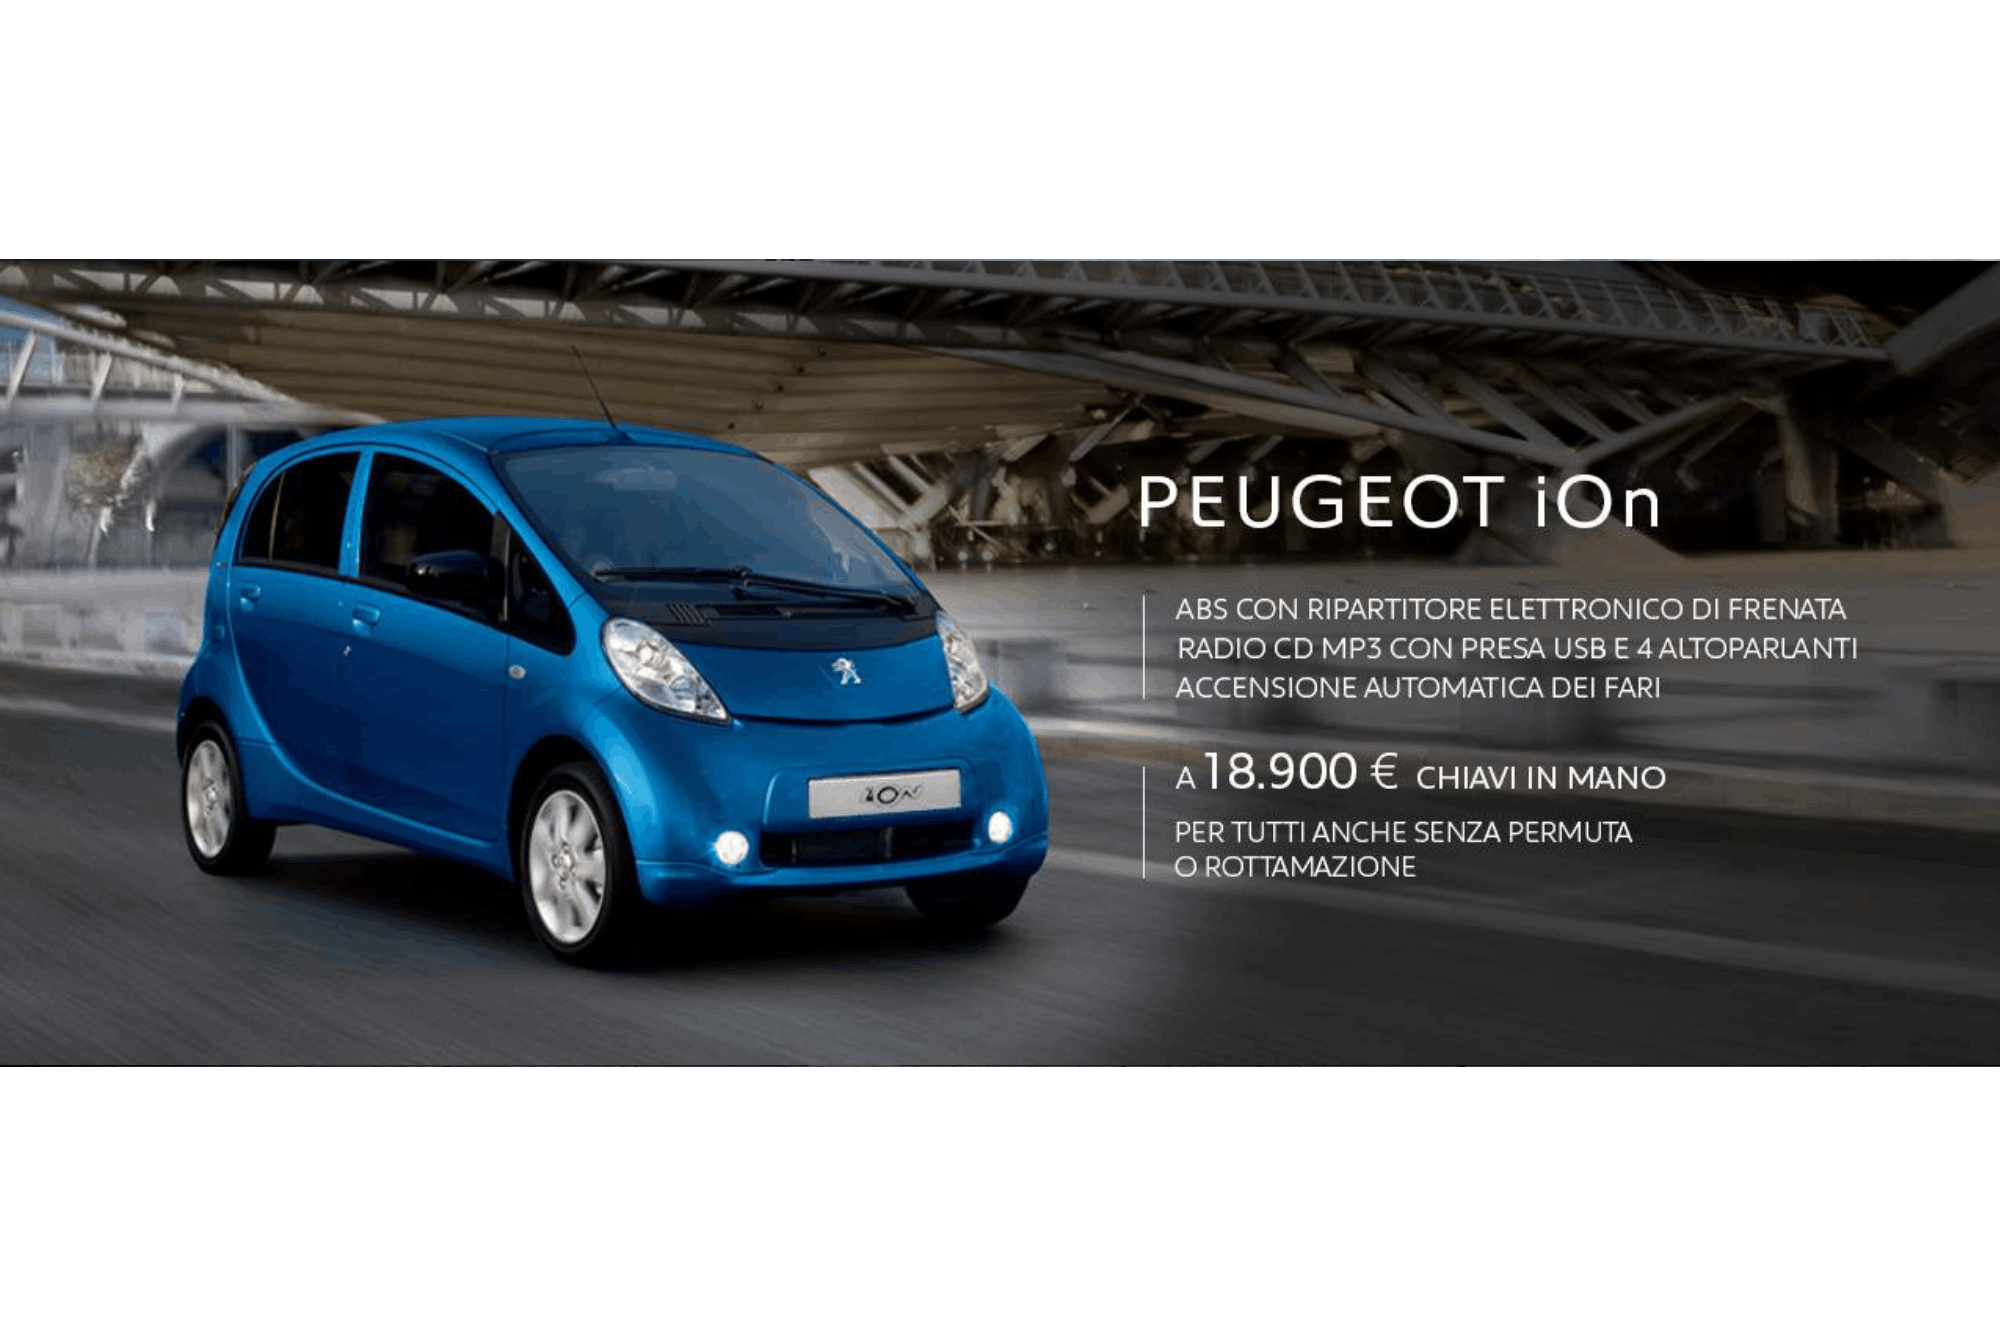 PEUGEOT iOn
ABS CON RIPARTITORE ELETTRONICO DI FRENATA
RADIO CD MP3 CON PRESA USB E 4 ALTOPARLANTI
ACCENSIONE AUTOMATICA DEI FARI
A 18.900 € CHIAVI IN MANO
PER TUTTI ANCHE SENZA PERMUTA
O ROTTAMAZIONE
iOn